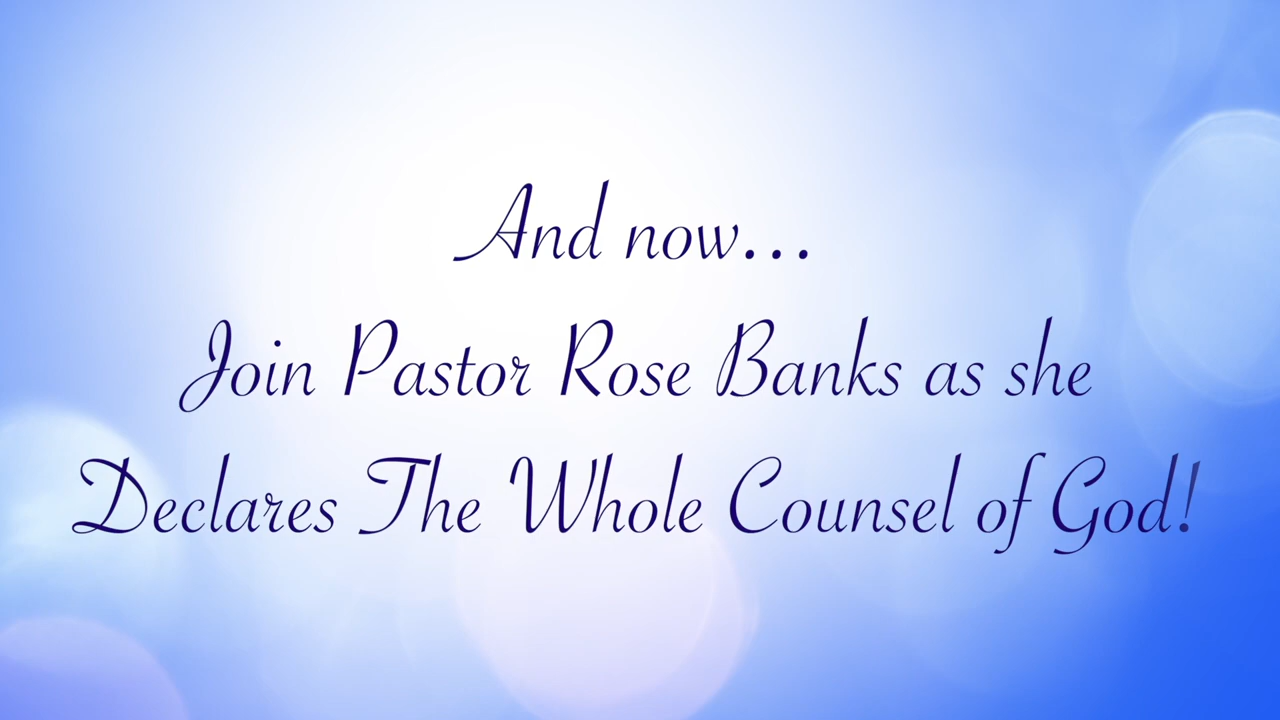 And now...
Join Pastor Rose Banks as she
Declares The Whole Counsel of God!